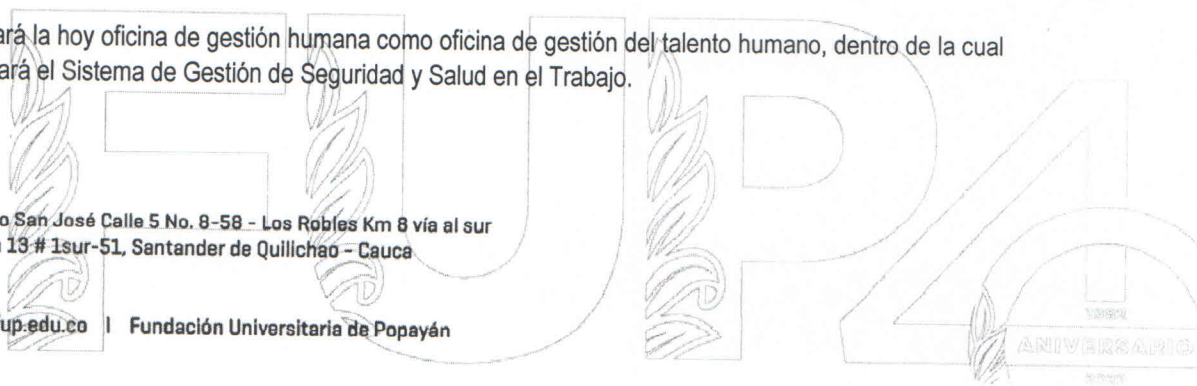 ará la hoy oficina de gestión humana como oficina de gestión del talento humano, dentro de la cual
ará el Sistema de Gestión de Seguridad y Salud en el Trabajo.
o San José Calle 5 No. 8-58 - Los Robles Km 8 vía al sur
13 # 1sur-51, Santander de Quilichao - Cauca
up.edu.co | Fundación Universitaria de Popayán
FUP4
ANIVERSARIO